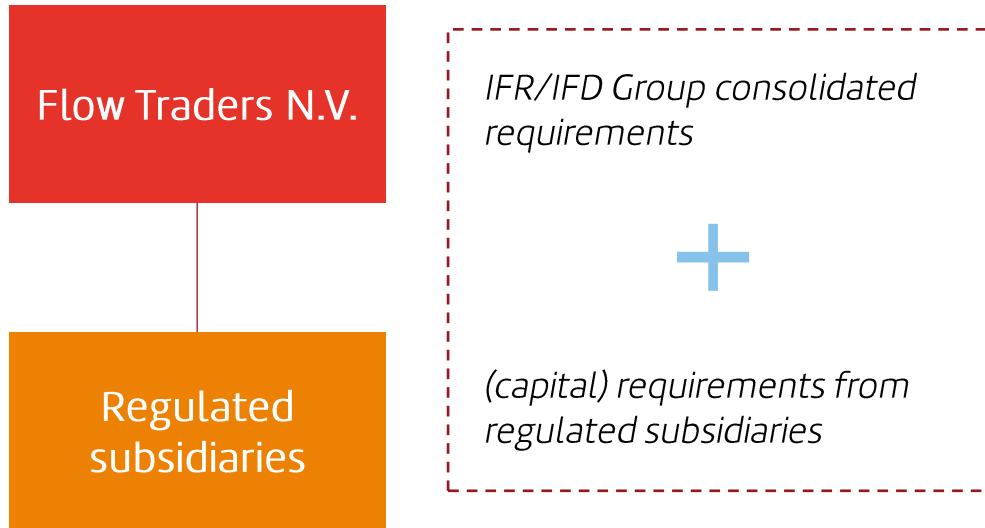 Flow Traders N.V.
IFR/IFD Group consolidated
requirements
Regulated
subsidiaries
(capital) requirements from
regulated subsidiaries